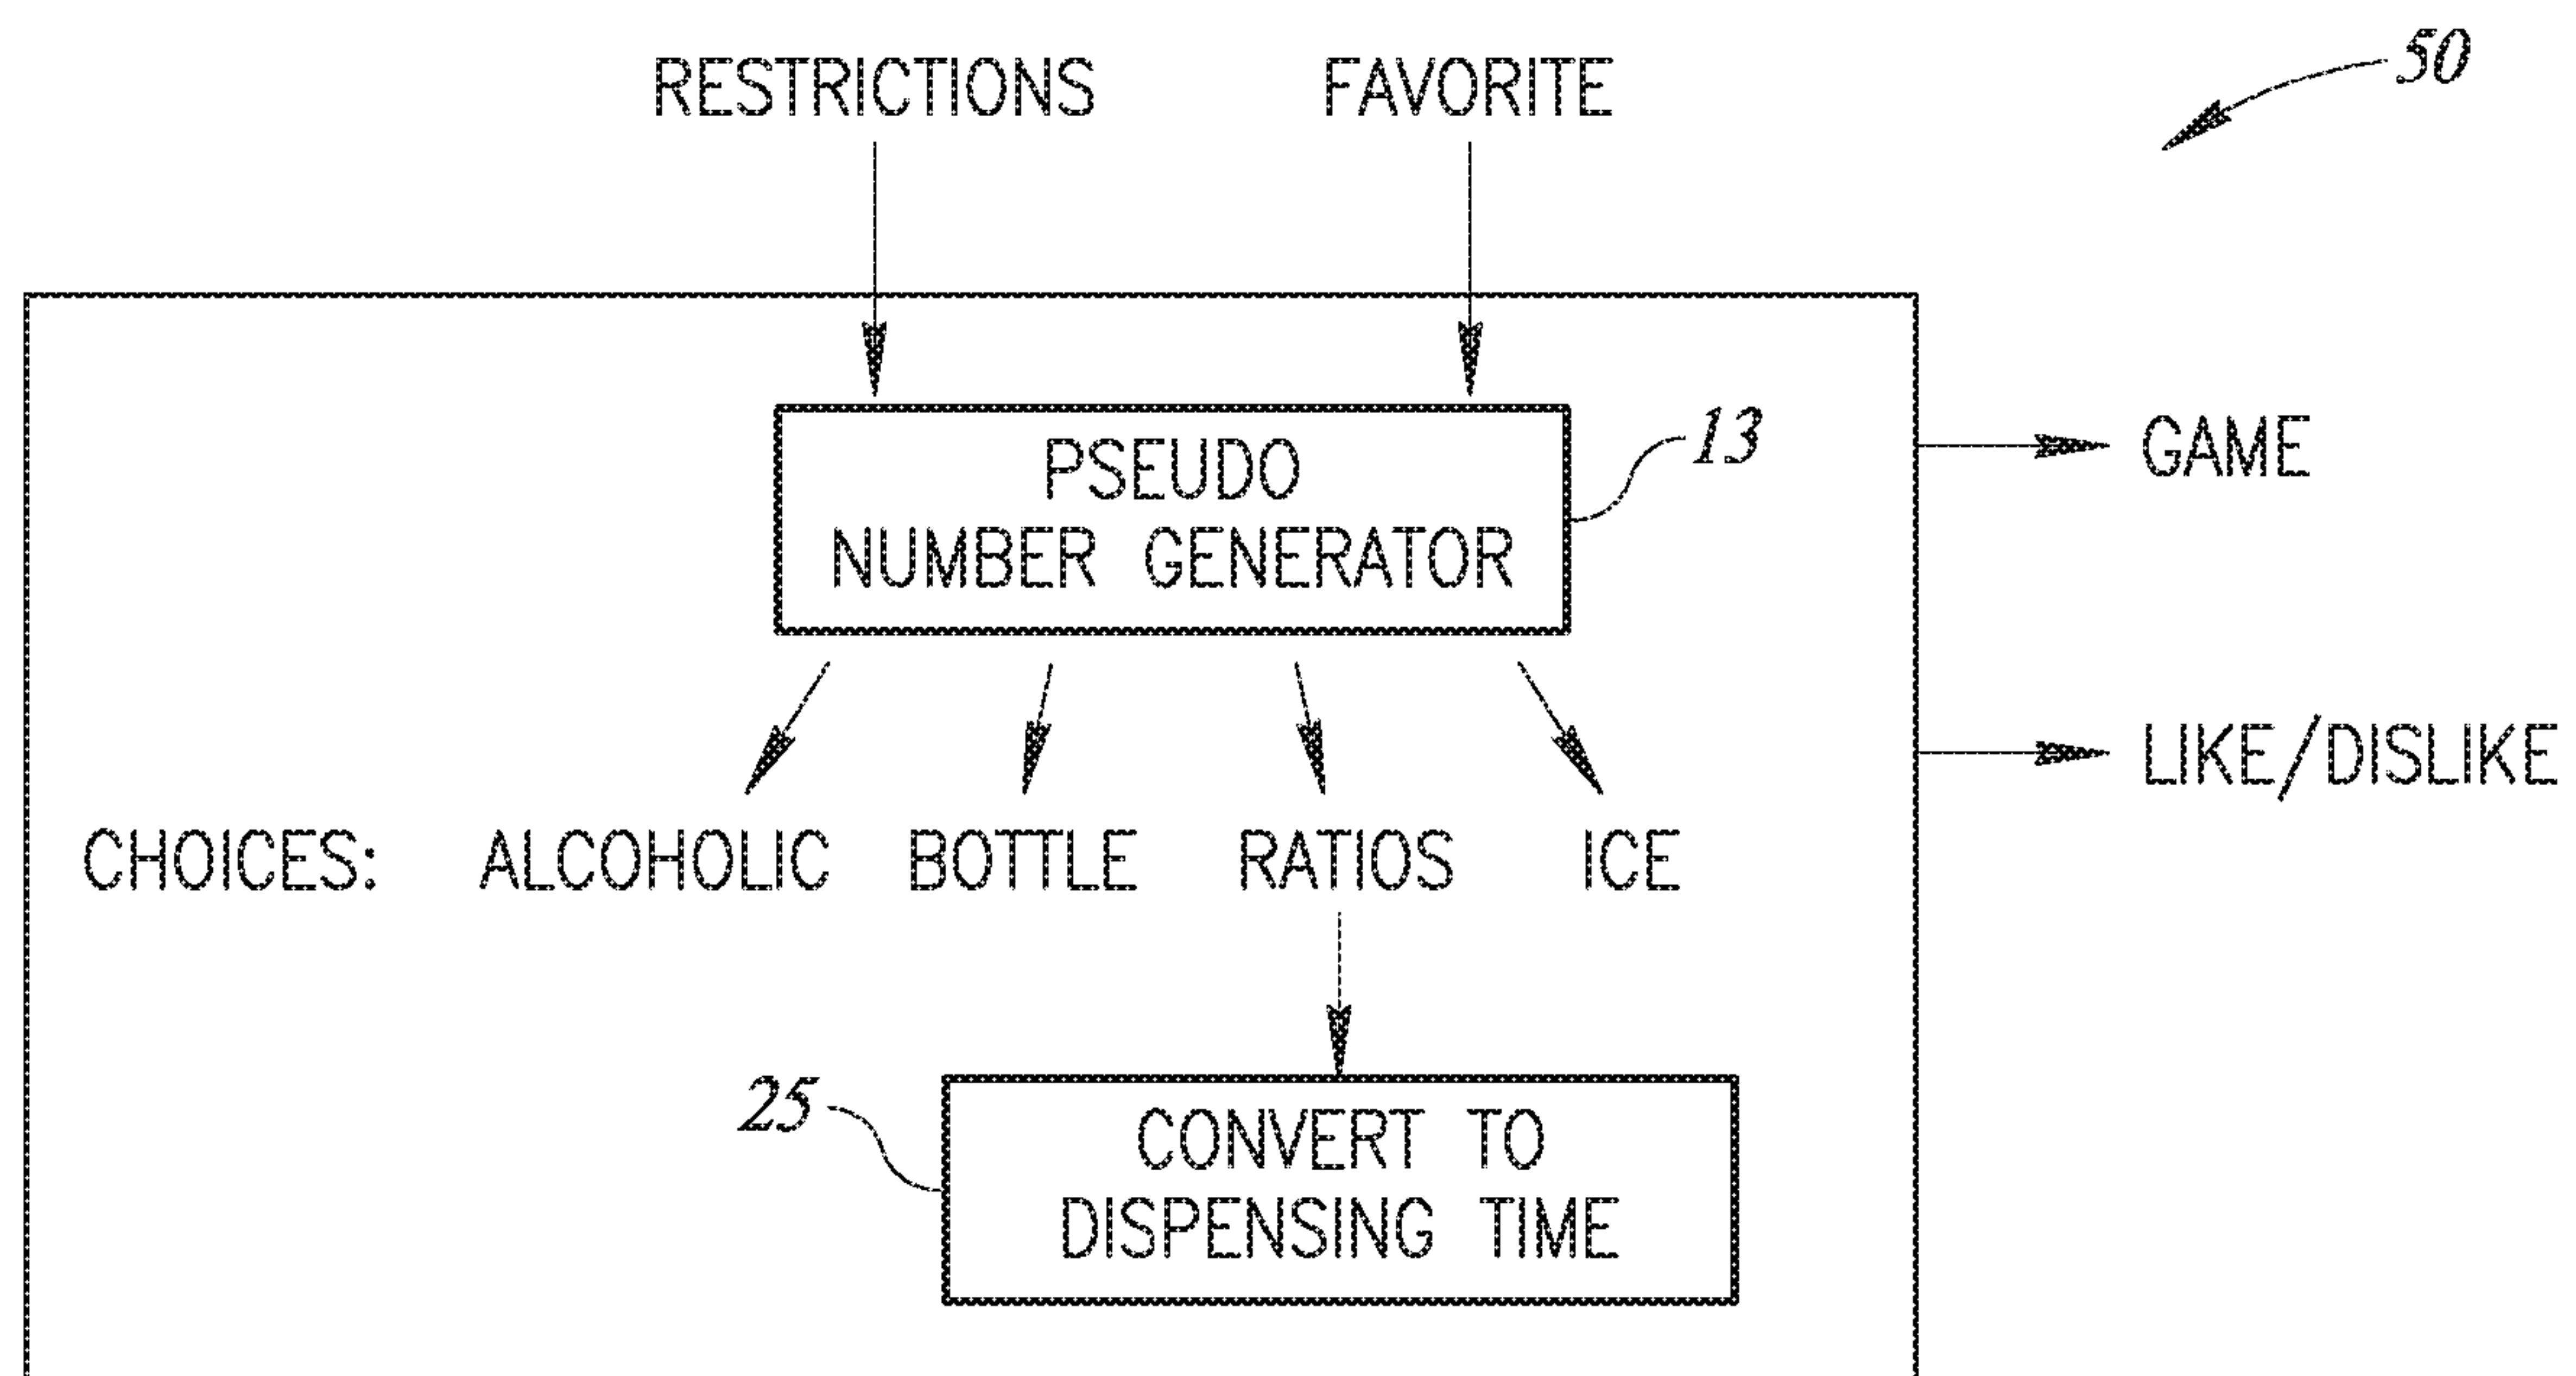 RESTRICTIONS FAVORITE 50
PSEUDO 13
NUMBER GENERATOR
GAME
LIKE/DISLIKE
CHOICES: ALCOHOLIC BOTTLE RATIOS ICE
25 CONVERT TO
DISPENSING TIME